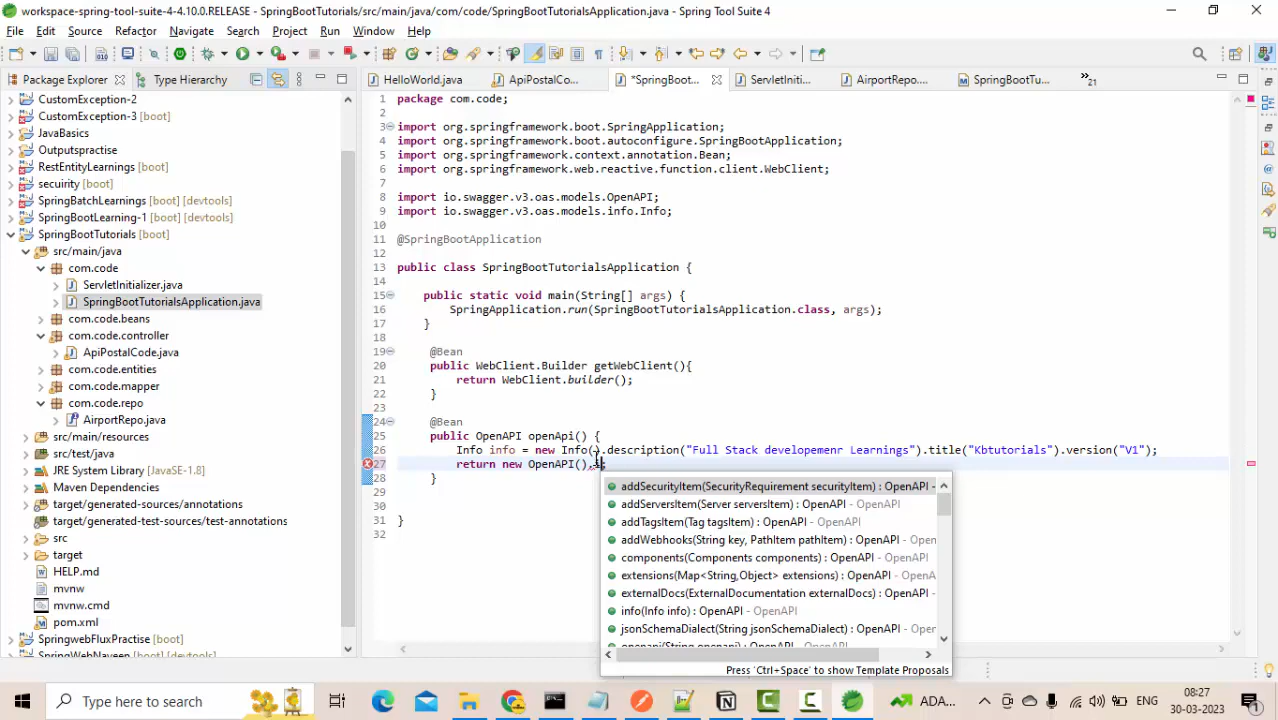 workspace-spring-tool-suite-4-4.10.0.RELEASE - SpringBootTutorials/src/main/java/com/code/SpringBootTutorialsApplication.java - Spring Tool Suite 4
File Edit Source Refactor Navigate Search Project Run Window Help
Package Explorer
Type Hierarchy
HelloWorld.java
ApiPostalCo...
*SpringBoot...
ServletIniti...
AirportRepo....
SpringBootTu...
21
CustomException-2
CustomException-3 [boot]
JavaBasics
Outputspractise
RestEntityLearnings [boot]
secuirity [boot]
SpringBatchLearnings [boot] [devtools]
SpringBootLearning-1 [boot] [devtools]
SpringBootTutorials [boot]
src/main/java
com.code
ServletInitializer.java
SpringBootTutorialsApplication.java
com.code.beans
com.code.controller
ApiPostalCode.java
com.code.entities
com.code.mapper
com.code.repo
AirportRepo.java
src/main/resources
src/test/java
JRE System Library [JavaSE-1.8]
Maven Dependencies
target/generated-sources/annotations
target/generated-test-sources/test-annotations
src
target
HELP.md
mvnw
mvnw.cmd
pom.xml
SpringwebFluxPractise [boot]
SpringWebNaveen [boot]
1 package com.code;
2
3 import org.springframework.boot.SpringApplication;
4 import org.springframework.boot.autoconfigure.SpringBootApplication;
5 import org.springframework.context.annotation.Bean;
6 import org.springframework.web.reactive.function.client.WebClient;
7
8 import io.swagger.v3.oas.models.OpenAPI;
9 import io.swagger.v3.oas.models.info.Info;
10
11 @SpringBootApplication
12
13 public class SpringBootTutorialsApplication {
14
15 public static void main(String[] args) {
16 SpringApplication.run(SpringBootTutorialsApplication.class, args);
17 }
18
19 @Bean
20 public WebClient.Builder getWebClient(){
21 return WebClient.builder();
22 }
23
24 @Bean
25 public OpenAPI openApi() {
26 Info info = new Info().description("Full Stack developemenr Learnings").title("Kbtutorials").version("V1");
27 return new OpenAPI().;
28 }
29
30
31 }
32
addSecurityItem(SecurityRequirement securityItem) : OpenAPI -
addServersItem(Server serversItem) : OpenAPI - OpenAPI
addTagsItem(Tag tagsItem) : OpenAPI - OpenAPI
addWebhooks(String key, PathItem pathItem) : OpenAPI - OpenAPI
components(Components components) : OpenAPI - OpenAPI
extensions(Map<String,Object> extensions) : OpenAPI - OpenA
externalDocs(ExternalDocumentation externalDocs) : OpenAPI -
info(Info info) : OpenAPI - OpenAPI
jsonSchemaDialect(String jsonSchemaDialect) : OpenAPI - Open
Press 'Ctrl+Space' to show Template Proposals
Type here to search
ADA...
ENG
08:27
30-03-2023
1